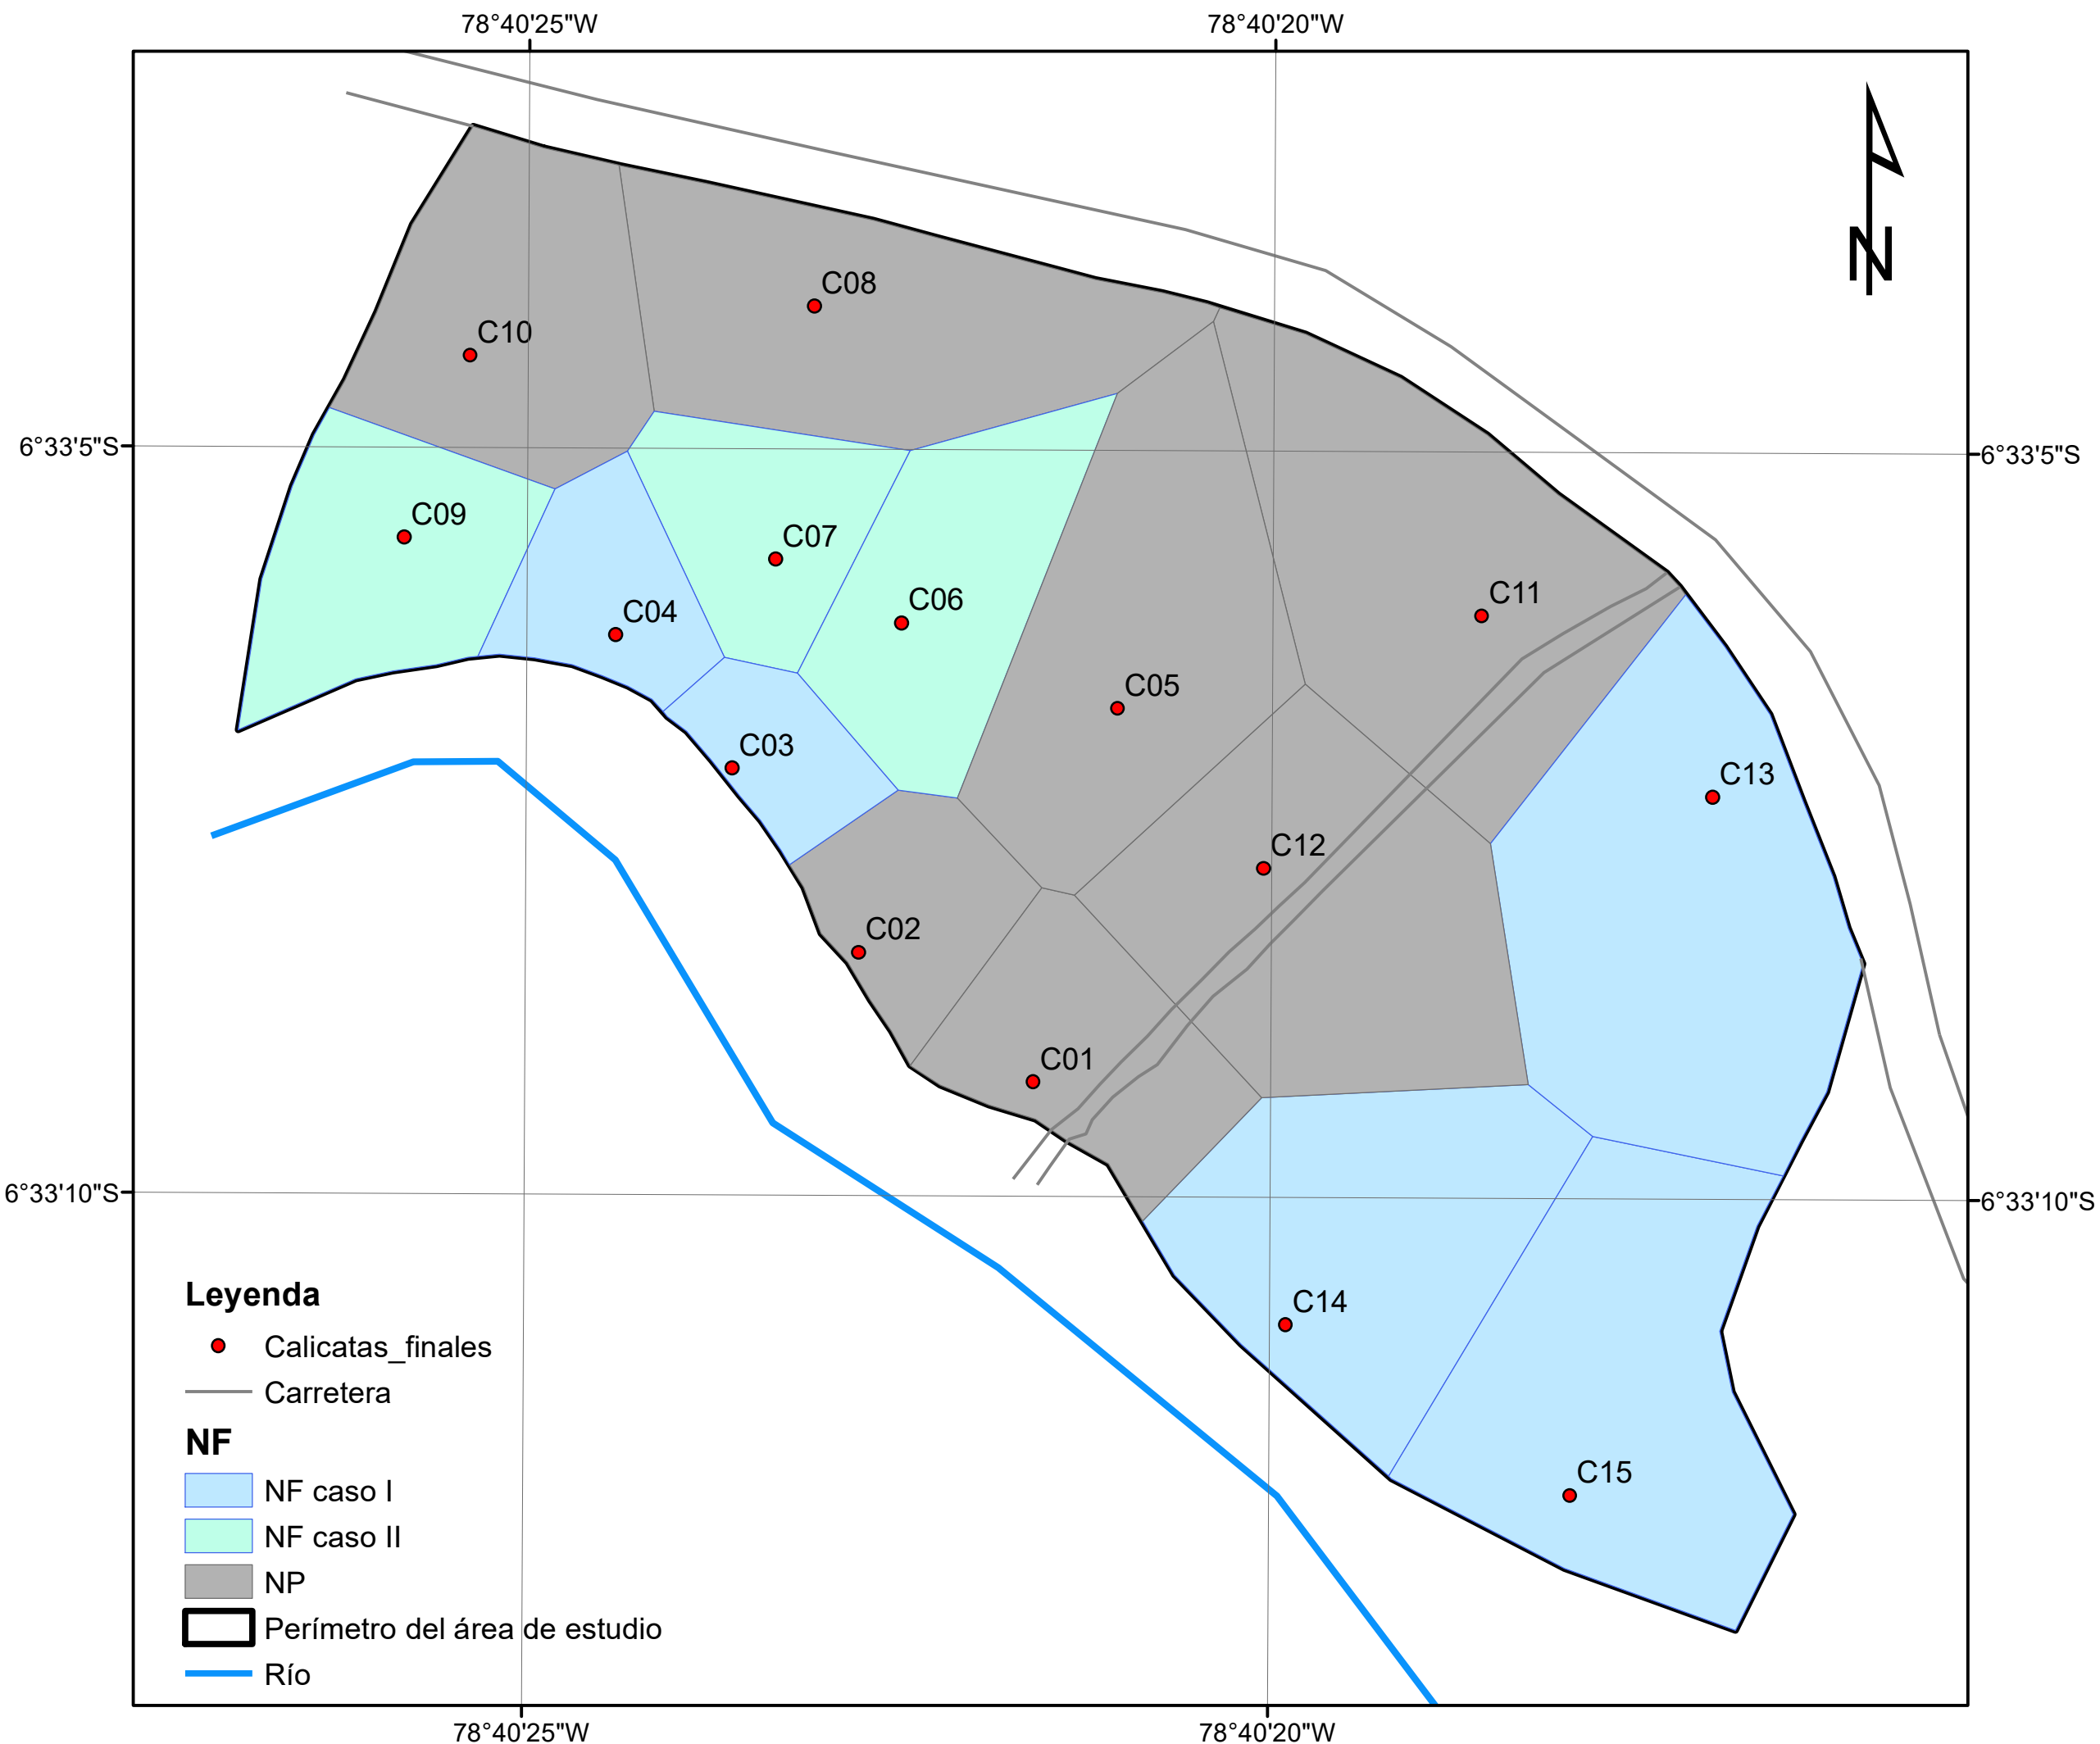 78°40'25"W 78°40'20"W
N
C08
C10
6°33'5"S 6°33'5"S
C09
C07
C06
C11
C04
C05
C03
C13
C12
C02
C01
6°33'10"S 6°33'10"S
C14
C15
Leyenda
Calicatas_finales
Carretera
NF
NF caso I
NF caso II
NP
Perímetro del área de estudio
Río
78°40'25"W 78°40'20"W